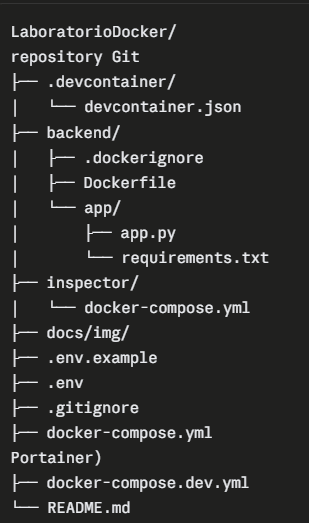 LaboratorioDocker/
repository Git
├── .devcontainer/
│   └── devcontainer.json
├── backend/
│   ├── .dockerignore
│   ├── Dockerfile
│   └── app/
│       ├── app.py
│       └── requirements.txt
├── inspector/
│   └── docker-compose.yml
├── docs/img/
├── .env.example
├── .env
├── .gitignore
├── docker-compose.yml
Portainer)
├── docker-compose.dev.yml
└── README.md